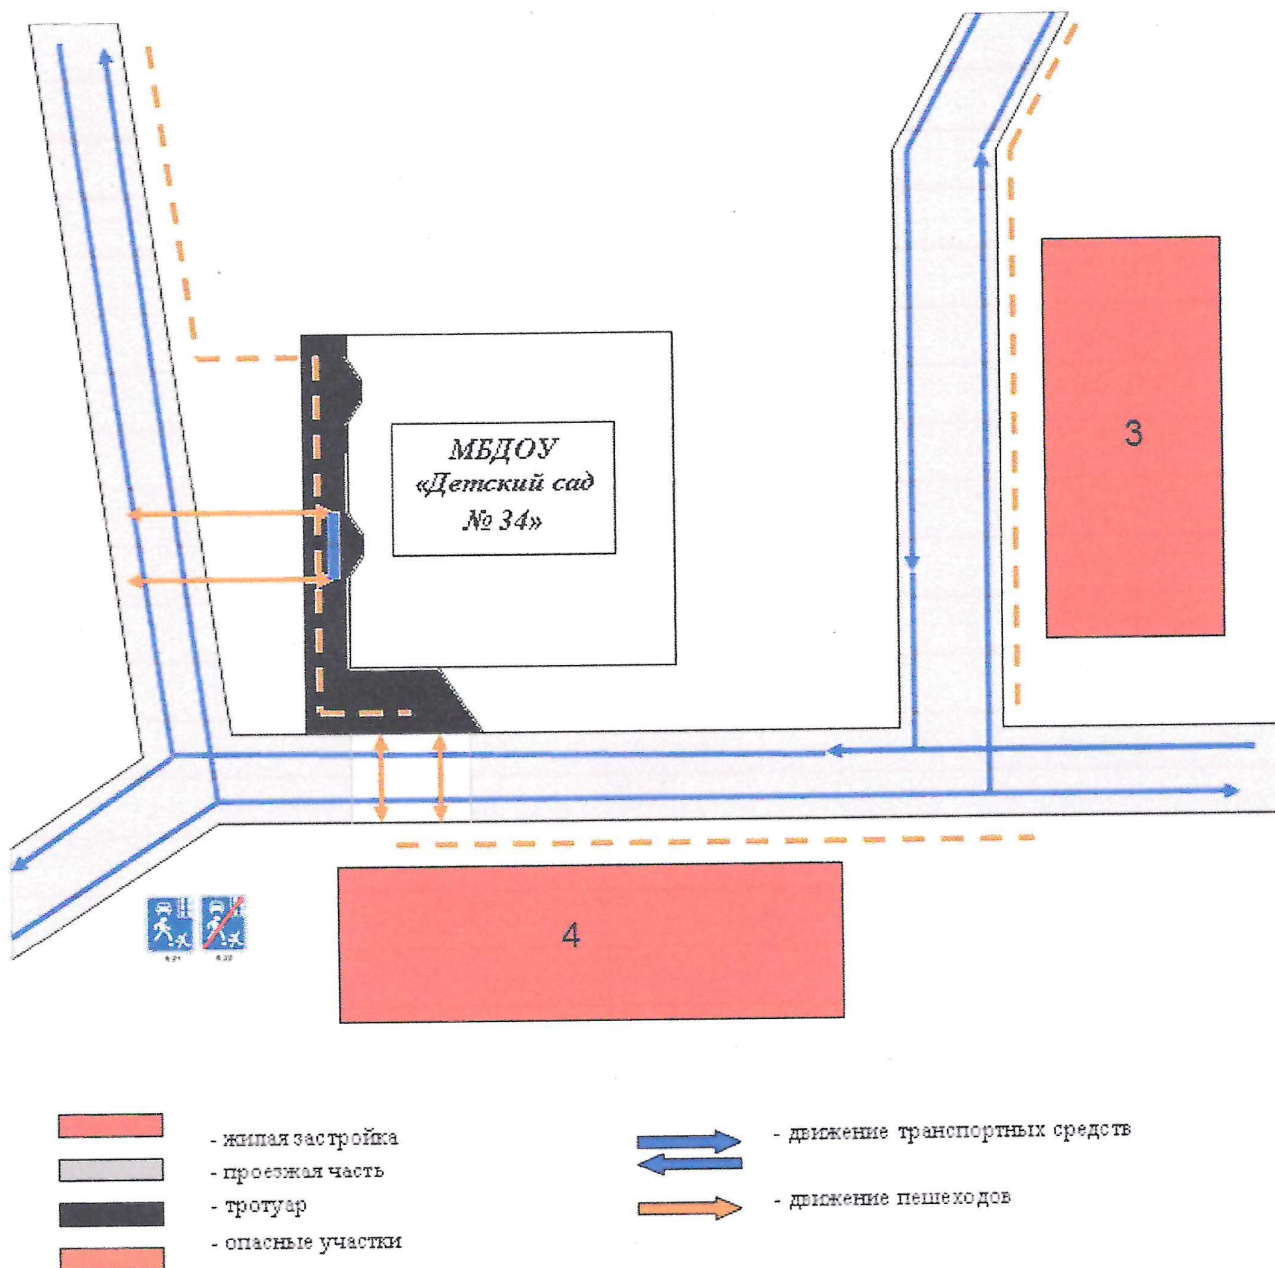 МБДОУ
«Детский сад
№ 34»
3
4
- жилая застройка
- проезжая часть
- тротуар
- опасные участки
- движение транспортных средств
- движение пешеходов